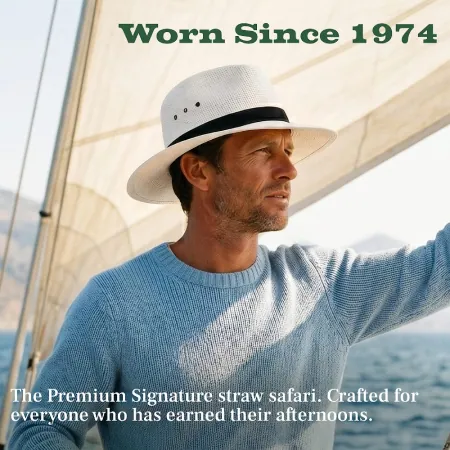 Worn Since 1974
The Premium Signature straw safari. Crafted for
everyone who has earned their afternoons.